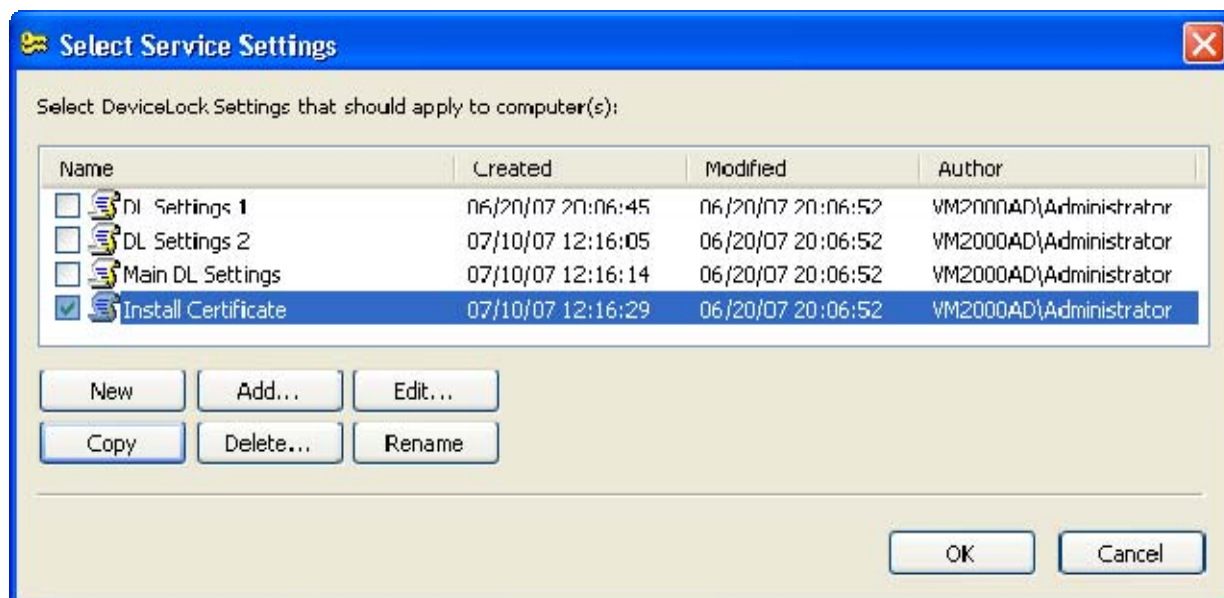 Select Service Settings
Select DeviceLock Settings that should apply to computer(s):
Name Created Modified Author
DL Settings 1 06/20/07 20:06:45 06/20/07 20:06:52 VM2000AD\Administrator
DL Settings 2 07/10/07 12:16:05 06/20/07 20:06:52 VM2000AD\Administrator
Main DL Settings 07/10/07 12:16:14 06/20/07 20:06:52 VM2000AD\Administrator
Install Certificate 07/10/07 12:16:29 06/20/07 20:06:52 VM2000AD\Administrator
New Add... Edit...
Copy Delete... Rename
OK Cancel